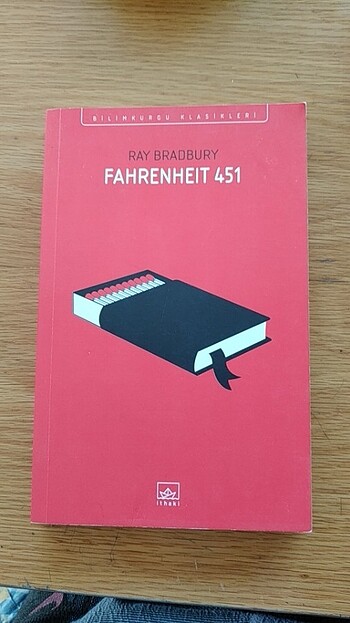 BİLİMKURGU KLASİKLERİ
RAY BRADBURY
FAHRENHEIT 451
ithaki